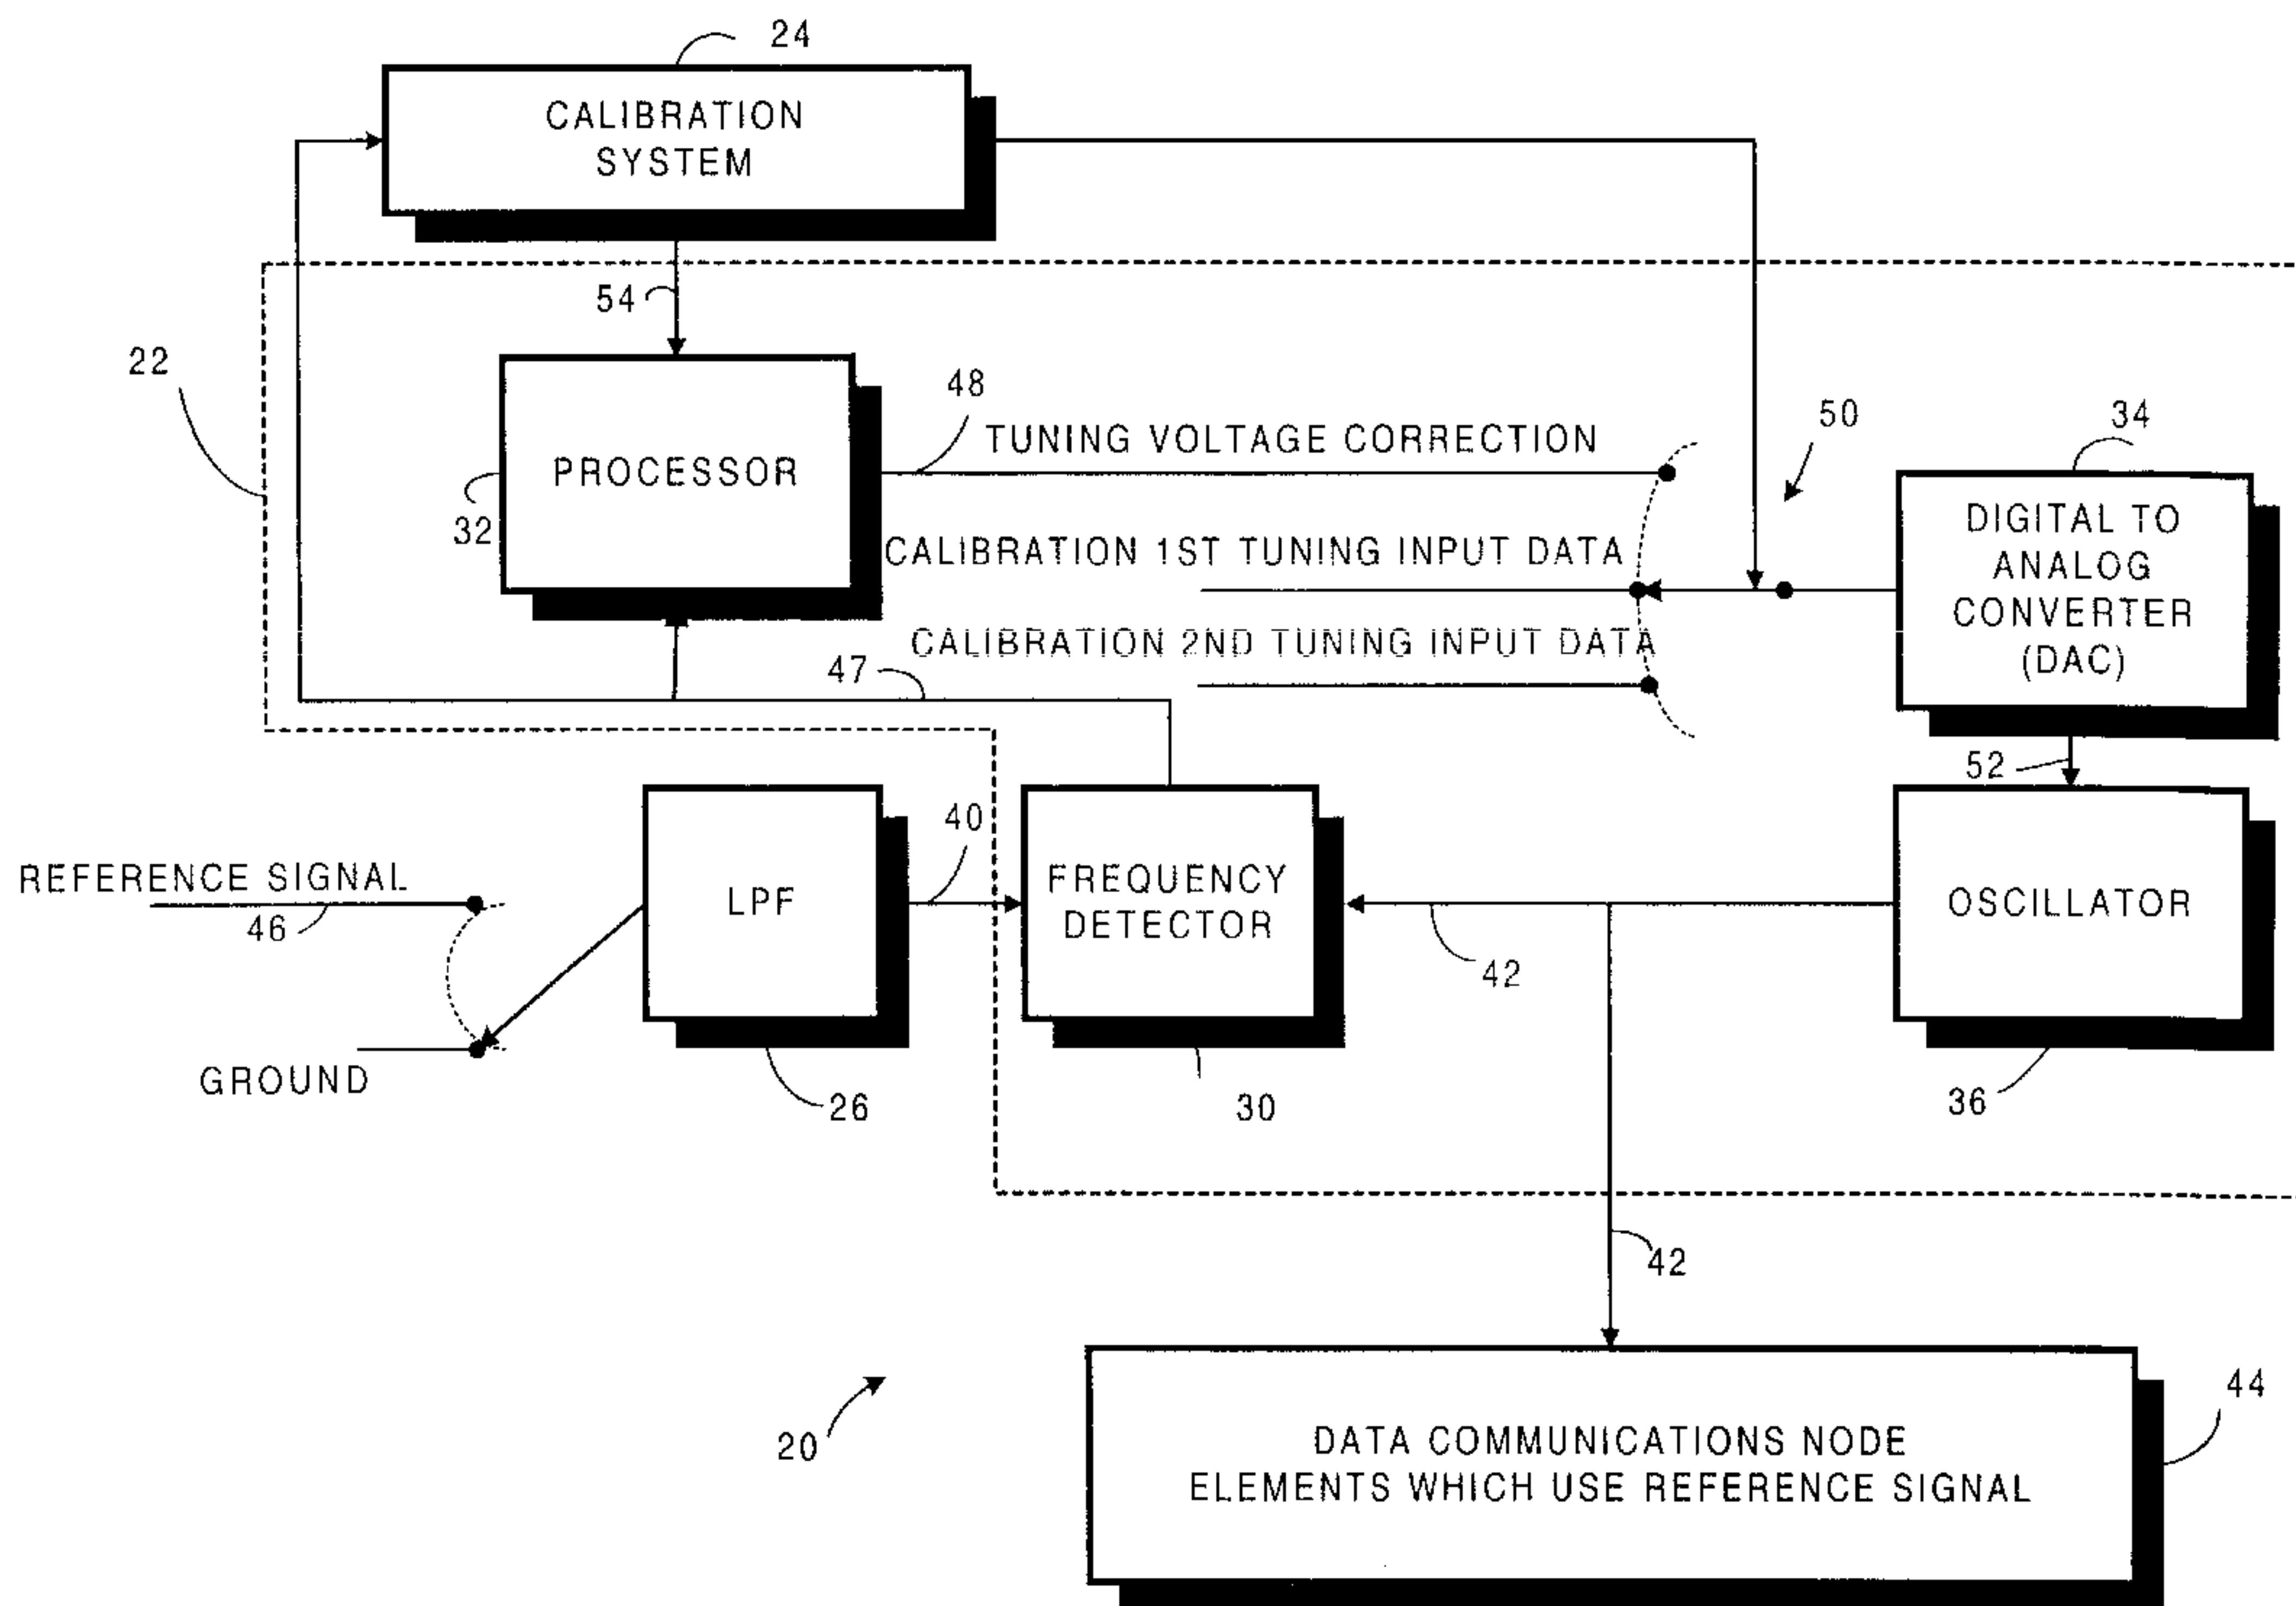 24
CALIBRATION
SYSTEM
54
22
48
TUNING VOLTAGE CORRECTION
50
34
PROCESSOR
32
CALIBRATION 1ST TUNING INPUT DATA
DIGITAL TO
ANALOG
CONVERTER
(DAC)
CALIBRATION 2ND TUNING INPUT DATA
47
52
40
REFERENCE SIGNAL
46
LPF
FREQUENCY
DETECTOR
OSCILLATOR
42
GROUND
26
30
36
42
20
44
DATA COMMUNICATIONS NODE
ELEMENTS WHICH USE REFERENCE SIGNAL